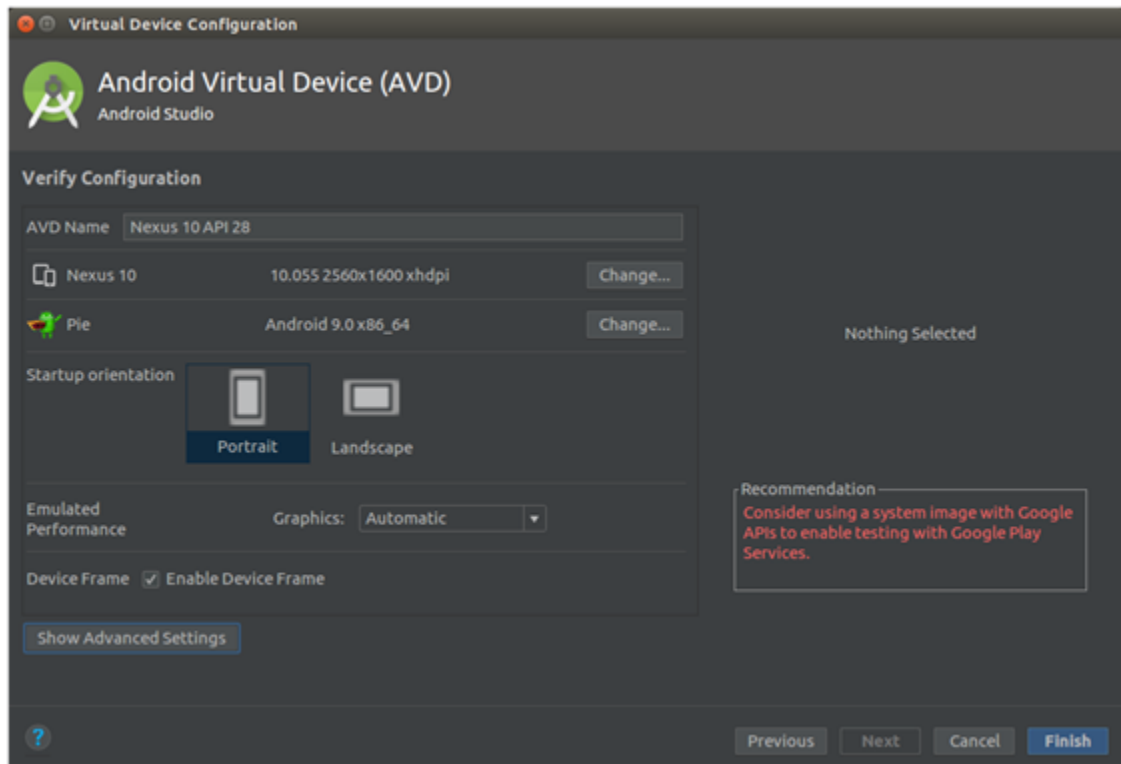 Virtual Device Configuration
Android Virtual Device (AVD)
Android Studio
Verify Configuration
AVD Name Nexus 10 API 28
Nexus 10 10.055 2560x1600 xhdpi Change...
Pie Android 9.0 x86_64 Change...
Nothing Selected
Startup orientation
Portrait Landscape
Emulated
Performance
Graphics: Automatic
Device Frame Enable Device Frame
Recommendation
Consider using a system image with Google
APIs to enable testing with Google Play
Services.
Show Advanced Settings
? Previous Next Cancel Finish